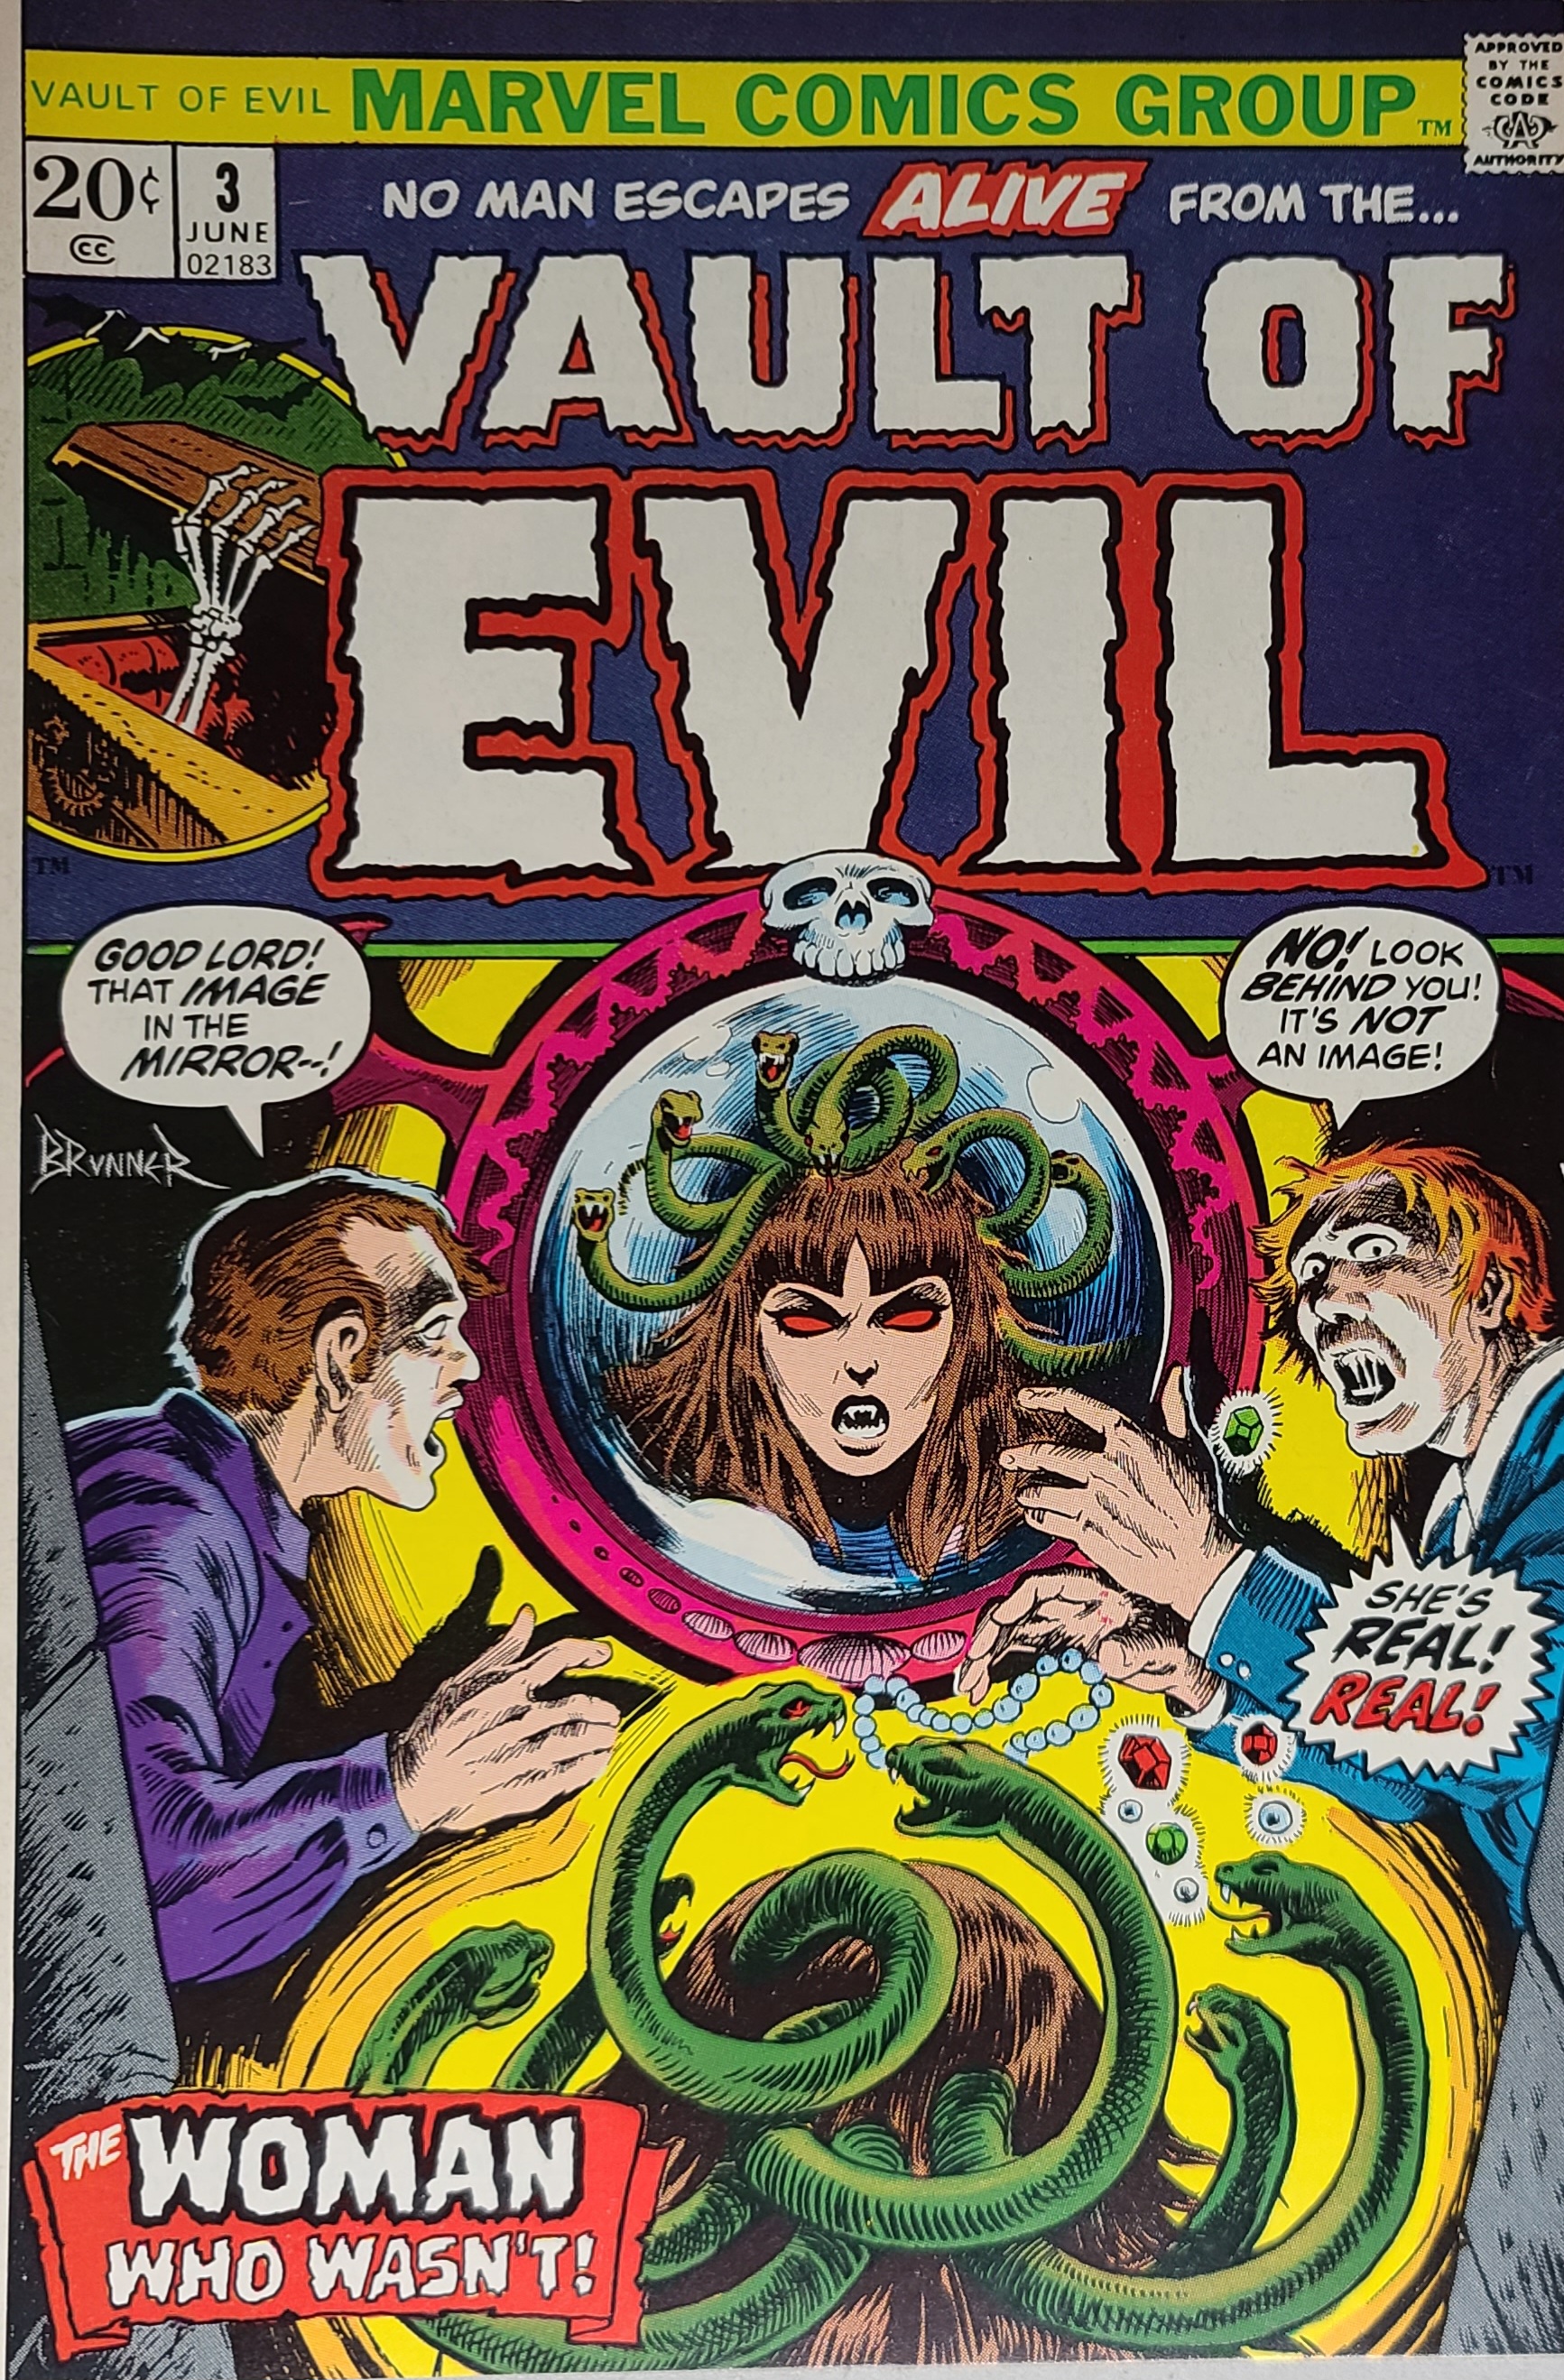 VAULT OF EVIL MARVEL COMICS GROUP TM
APPROVED
BY THE
COMICS
CODE
CA
AUTHORITY
20¢
CC
3
JUNE
02183
NO MAN ESCAPES ALIVE FROM THE...
VAULT OF
EVIL
TM
TM
GOOD LORD!
THAT IMAGE
IN THE
MIRROR--!
NO! LOOK
BEHIND YOU!
IT'S NOT
AN IMAGE!
BRUNNER
SHE'S
REAL!
REAL!
THE WOMAN
WHO WASN'T!